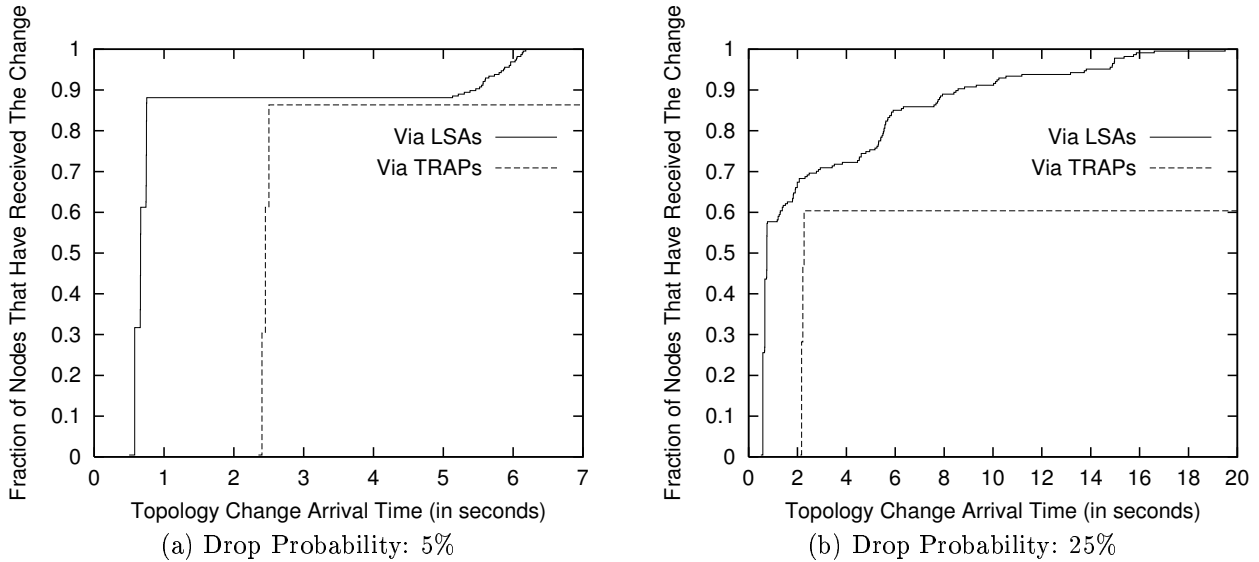 Fraction of Nodes That Have Received The Change
1
0.9
0.8
0.7
0.6
0.5
0.4
0.3
0.2
0.1
0
Via LSAs
Via TRAPs
0 1 2 3 4 5 6 7
Topology Change Arrival Time (in seconds)
(a) Drop Probability: 5%
Fraction of Nodes That Have Received The Change
1
0.9
0.8
0.7
0.6
0.5
0.4
0.3
0.2
0.1
0
Via LSAs
Via TRAPs
0 2 4 6 8 10 12 14 16 18 20
Topology Change Arrival Time (in seconds)
(b) Drop Probability: 25%